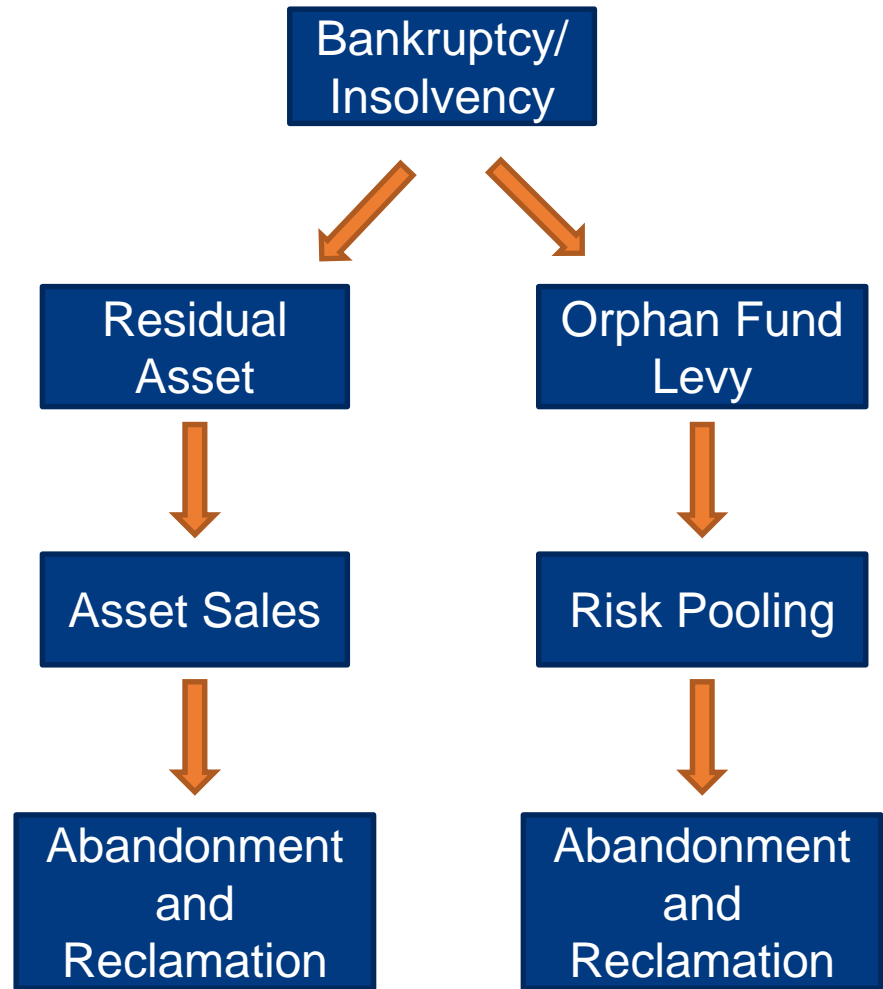 Bankruptcy/
Insolvency
Residual
Asset
Orphan Fund
Levy
Asset Sales
Risk Pooling
Abandonment
and
Reclamation
Abandonment
and
Reclamation